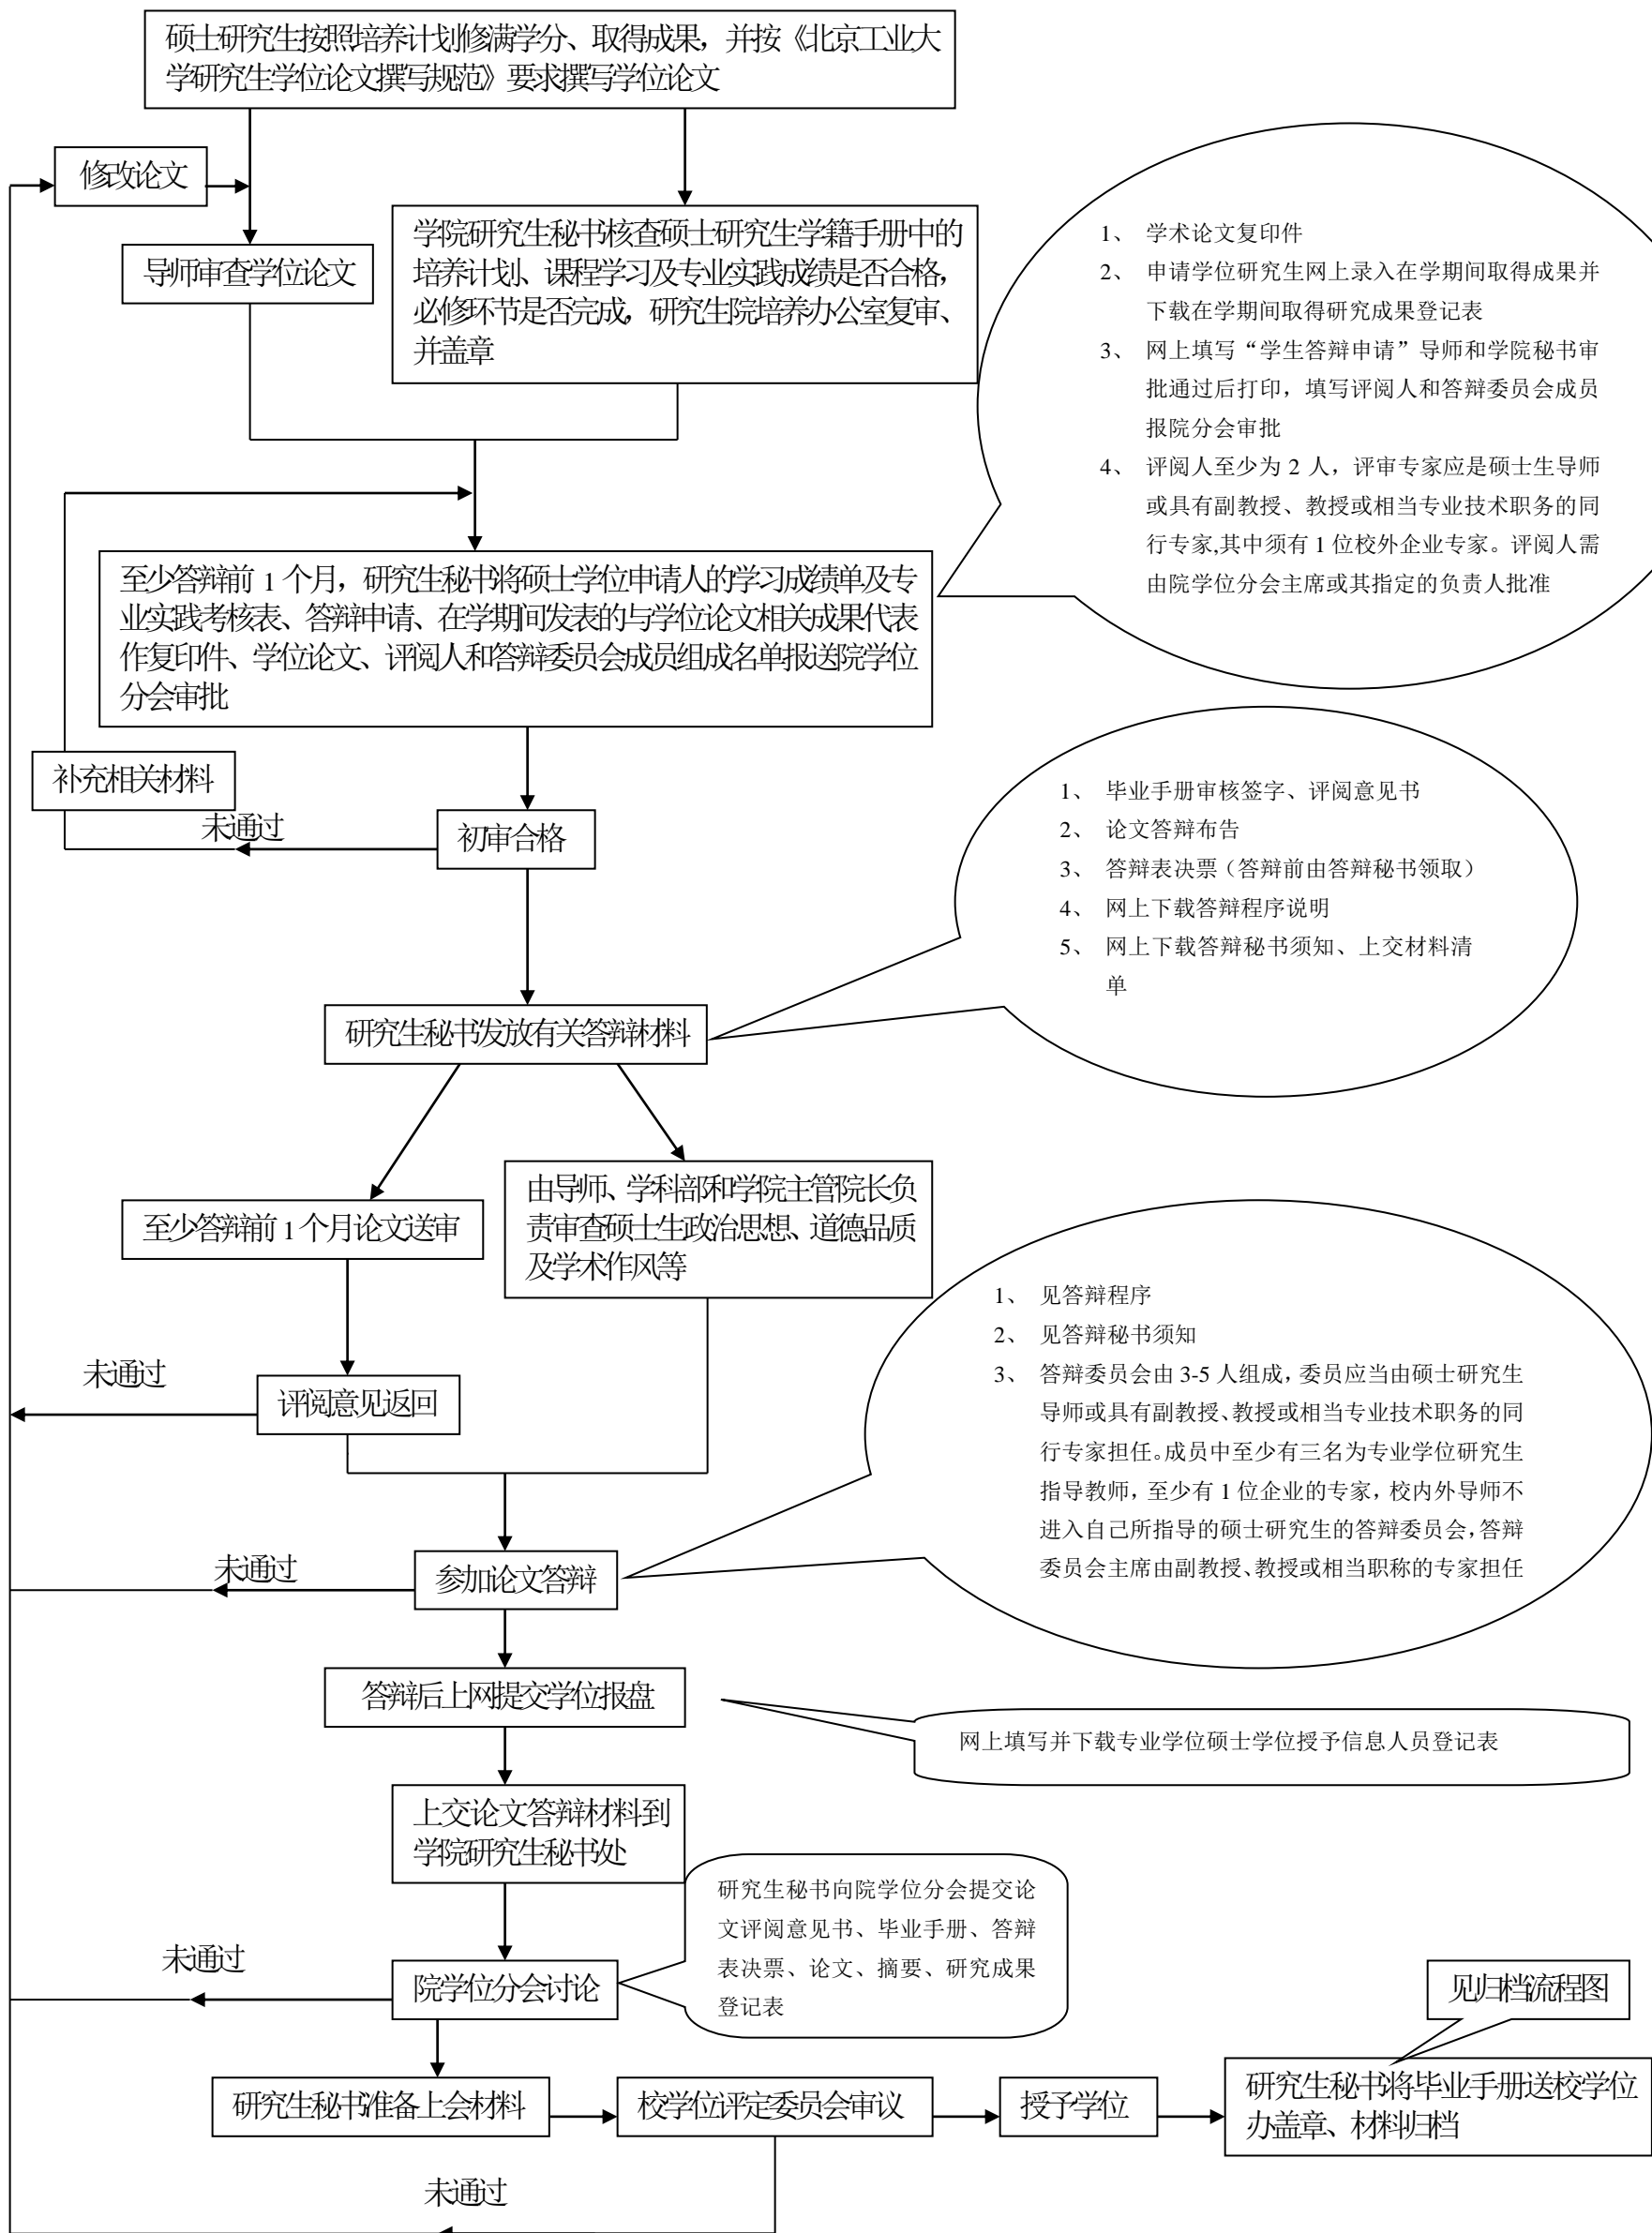 硕士研究生按照培养计划修满学分、取得成果，并按《北京工业大
学研究生学位论文撰写规范》要求撰写学位论文
修改论文
导师审查学位论文
学院研究生秘书核查硕士研究生学籍手册中的
培养计划、课程学习及专业实践成绩是否合格，
必修环节是否完成，研究生院培养办公室复审、
并盖章
1、 学术论文复印件
2、 申请学位研究生网上录入在学期间取得成果并
下载在学期间取得研究成果登记表
3、 网上填写“学生答辩申请”导师和学院秘书审
批通过后打印，填写评阅人和答辩委员会成员
报院分会审批
4、 评阅人至少为 2 人，评审专家应是硕士生导师
或具有副教授、教授或相当专业技术职务的同
行专家,其中须有 1 位校外企业专家。评阅人需
由院学位分会主席或其指定的负责人批准
至少答辩前 1 个月，研究生秘书将硕士学位申请人的学习成绩单及专
业实践考核表、答辩申请、在学期间发表的与学位论文相关成果代表
作复印件、学位论文、评阅人和答辩委员会成员组成名单报送院学位
分会审批
补充相关材料
未通过
初审合格
1、 毕业手册审核签字、评阅意见书
2、 论文答辩布告
3、 答辩表决票（答辩前由答辩秘书领取）
4、 网上下载答辩程序说明
5、 网上下载答辩秘书须知、上交材料清
单
研究生秘书发放有关答辩材料
至少答辩前 1 个月论文送审
由导师、学科部和学院主管院长负
责审查硕士生政治思想、道德品质
及学术作风等
未通过
评阅意见返回
1、 见答辩程序
2、 见答辩秘书须知
3、 答辩委员会由 3-5 人组成，委员应当由硕士研究生
导师或具有副教授、教授或相当专业技术职务的同
行专家担任。成员中至少有三名为专业学位研究生
指导教师，至少有 1 位企业的专家，校内外导师不
进入自己所指导的硕士研究生的答辩委员会，答辩
委员会主席由副教授、教授或相当职称的专家担任
未通过
参加论文答辩
答辩后上网提交学位报盘
网上填写并下载专业学位硕士学位授予信息人员登记表
上交论文答辩材料到
学院研究生秘书处
研究生秘书向院学位分会提交论
文评阅意见书、毕业手册、答辩
表决票、论文、摘要、研究成果
登记表
未通过
院学位分会讨论
见归档流程图
研究生秘书准备上会材料
校学位评定委员会审议
授予学位
研究生秘书将毕业手册送校学位
办盖章、材料归档
未通过